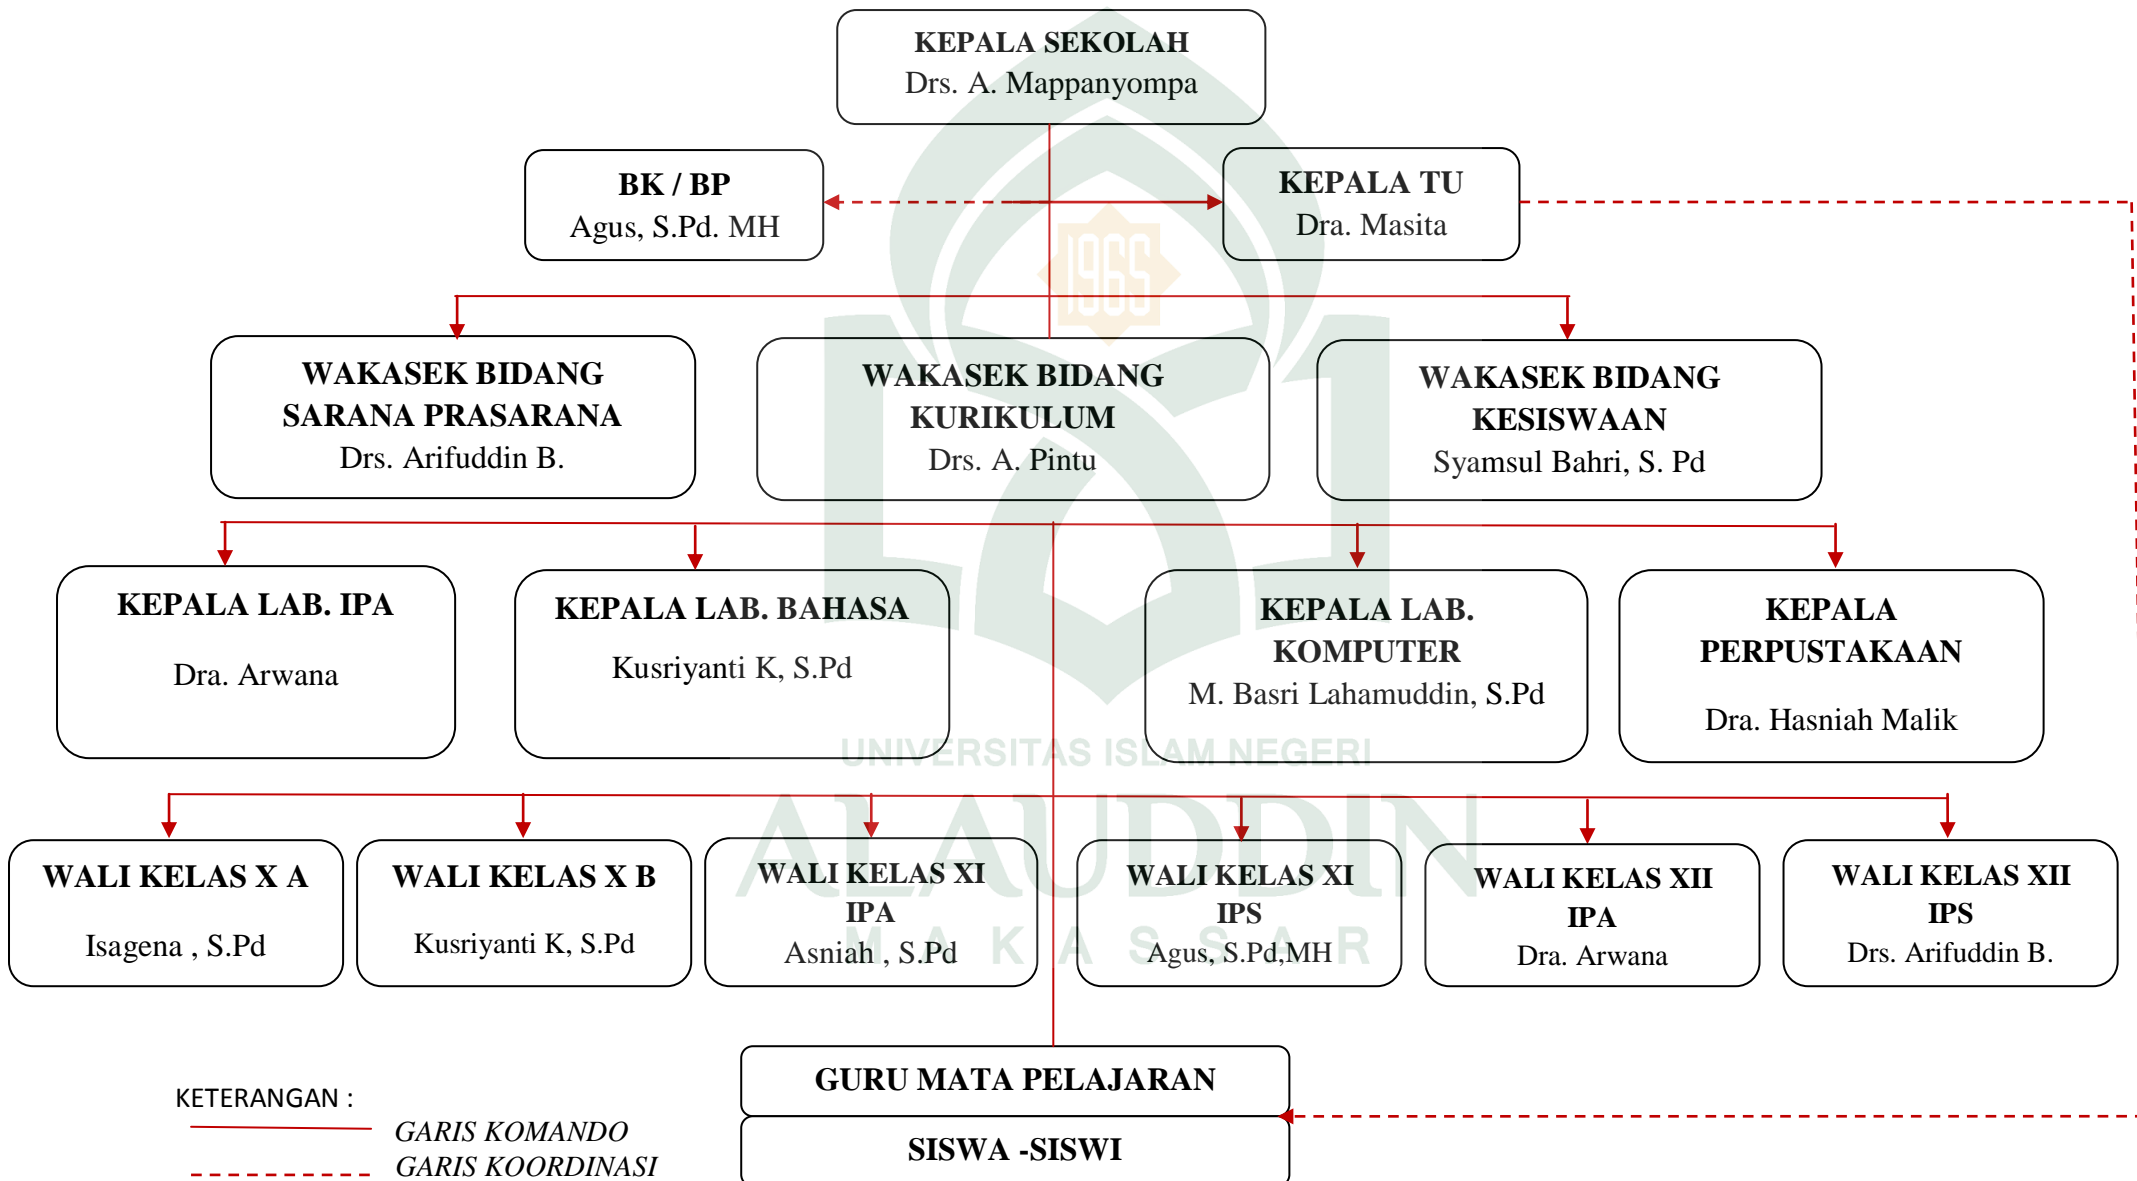 KEPALA SEKOLAH
Drs. A. Mappanyompa
BK / BP
Agus, S.Pd. MH
KEPALA TU
Dra. Masita
1965
WAKASEK BIDANG
SARANA PRASARANA
Drs. Arifuddin B.
WAKASEK BIDANG
KURIKULUM
Drs. A. Pintu
WAKASEK BIDANG
KESISWAAN
Syamsul Bahri, S. Pd
KEPALA LAB. IPA
Dra. Arwana
KEPALA LAB. BAHASA
Kusriyanti K, S.Pd
KEPALA LAB.
KOMPUTER
M. Basri Lahamuddin, S.Pd
KEPALA
PERPUSTAKAAN
Dra. Hasniah Malik
UNIVERSITAS ISLAM NEGERI
ALAUDDIN
MAKASSAR
WALI KELAS X A
Isagena , S.Pd
WALI KELAS X B
Kusriyanti K, S.Pd
WALI KELAS XI
IPA
Asniah , S.Pd
WALI KELAS XI
IPS
Agus, S.Pd,MH
WALI KELAS XII
IPA
Dra. Arwana
WALI KELAS XII
IPS
Drs. Arifuddin B.
GURU MATA PELAJARAN
SISWA -SISWI
KETERANGAN :
GARIS KOMANDO
GARIS KOORDINASI